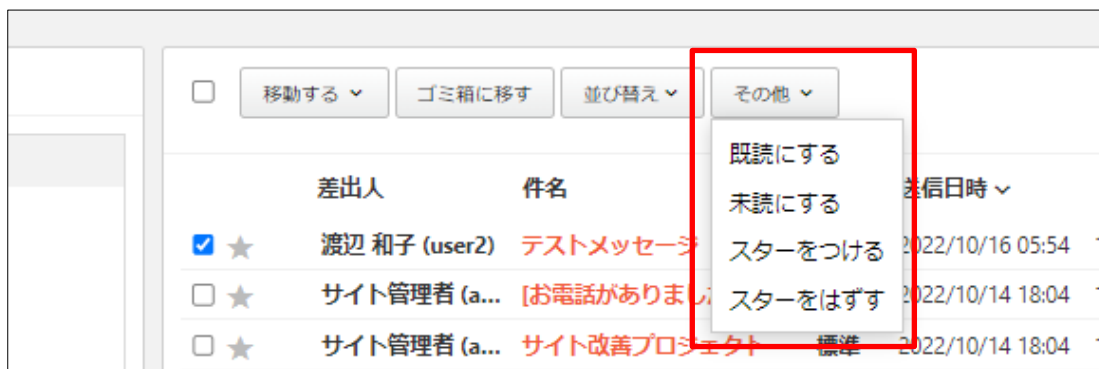 移動する ゴミ箱に移す 並び替え その他
既読にする
未読にする
スターをつける
スターをはずす
差出人 件名 送信日時
渡辺 和子 (user2) テストメッセージ 2022/10/16 05:54
サイト管理者 (a... [お電話がありました 2022/10/14 18:04
サイト管理者 (a... サイト改善プロジェクト 標準 2022/10/14 18:04